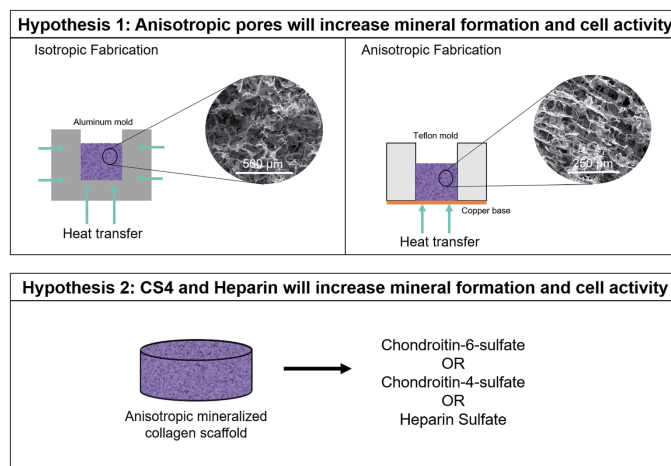 Hypothesis 1: Anisotropic pores will increase mineral formation and cell activity
Isotropic Fabrication
Aluminum mold
500 μm
Heat transfer
Anisotropic Fabrication
Teflon mold
250 μm
Copper base
Heat transfer
Hypothesis 2: CS4 and Heparin will increase mineral formation and cell activity
Anisotropic mineralized
collagen scaffold
Chondroitin-6-sulfate
OR
Chondroitin-4-sulfate
OR
Heparin Sulfate